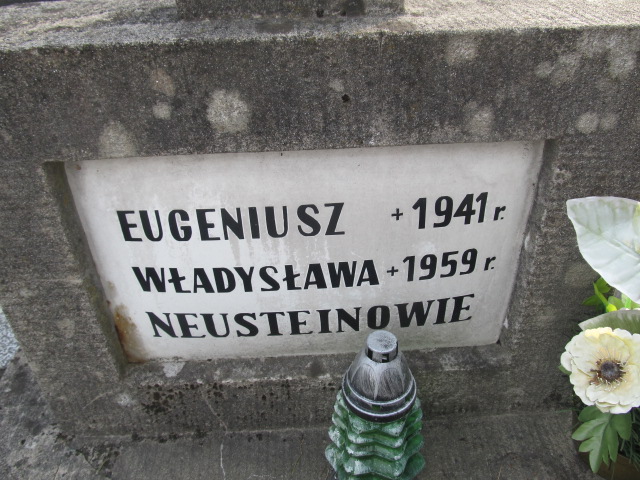 EUGENIUSZ + 1941 r.
WŁADYSŁAWA + 1959 r.
NEUSTEINOWIE